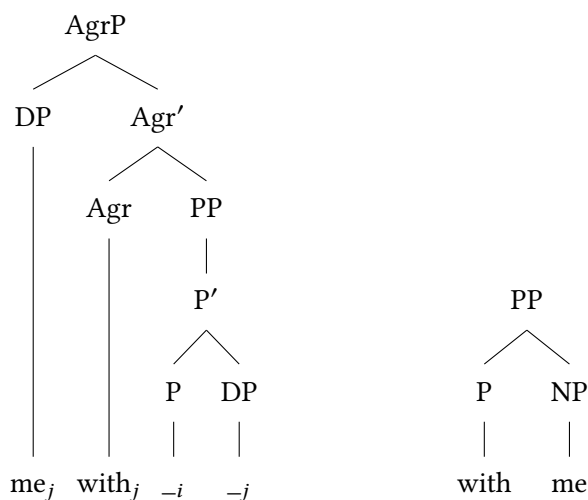 AgrP
DP Agr′
Agr PP
P′ PP
P DP P NP
me_j with_j _i _j with me